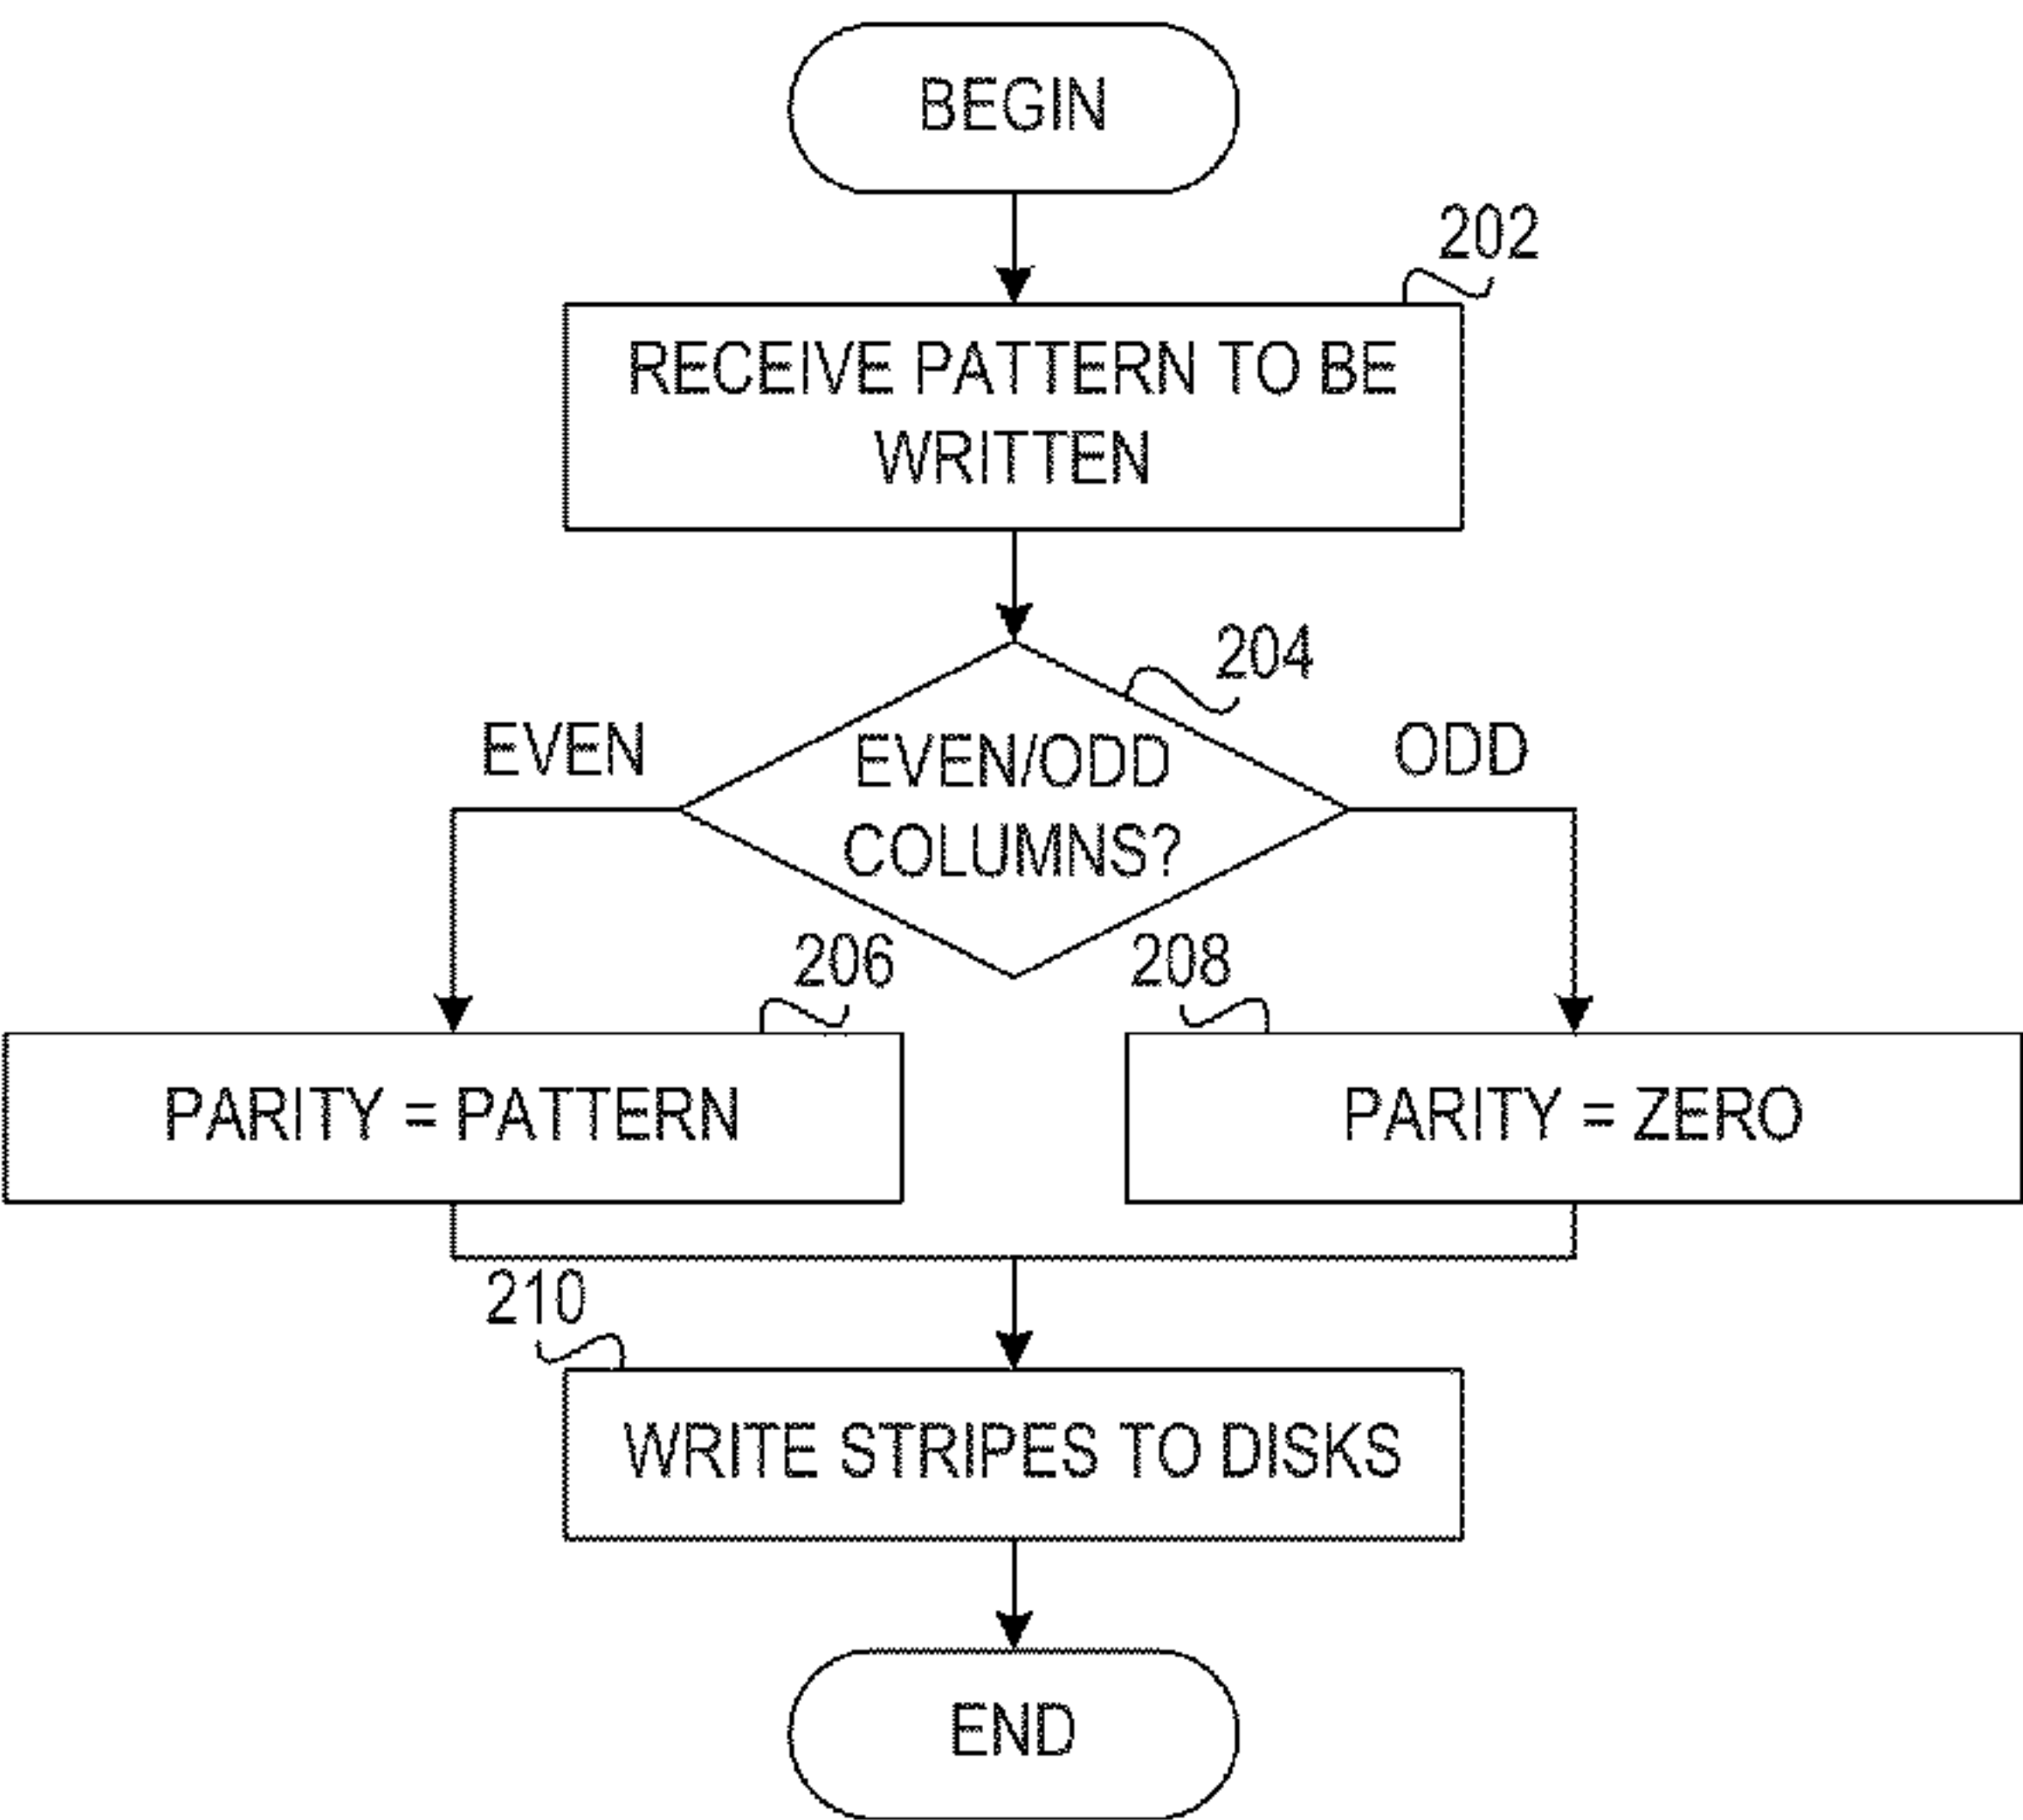 BEGIN
202
RECEIVE PATTERN TO BE
WRITTEN
204
EVEN
EVEN/ODD
COLUMNS?
ODD
206
208
PARITY = PATTERN
PARITY = ZERO
210
WRITE STRIPES TO DISKS
END